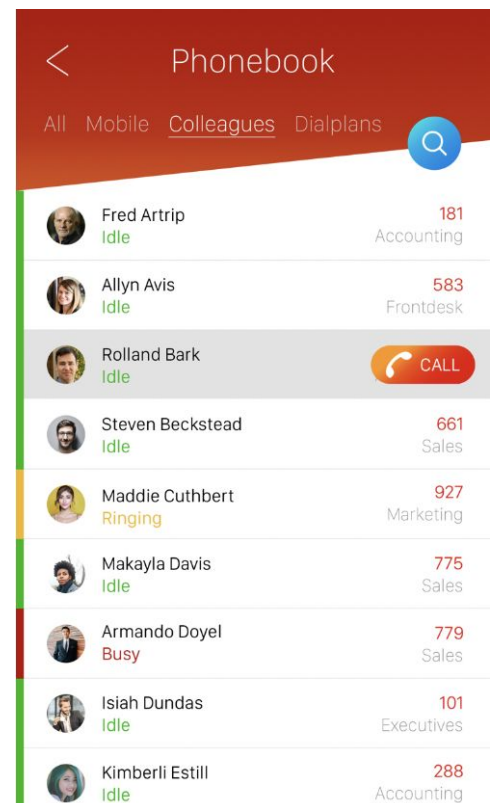 Phonebook
All Mobile Colleagues Dialplans
Fred Artrip 181
Idle Accounting
Allyn Avis 583
Idle Frontdesk
Rolland Bark CALL
Idle
Steven Beckstead 661
Idle Sales
Maddie Cuthbert 927
Ringing Marketing
Makayla Davis 775
Idle Sales
Armando Doyel 779
Busy Sales
Isiah Dundas 101
Idle Executives
Kimberli Estill 288
Idle Accounting